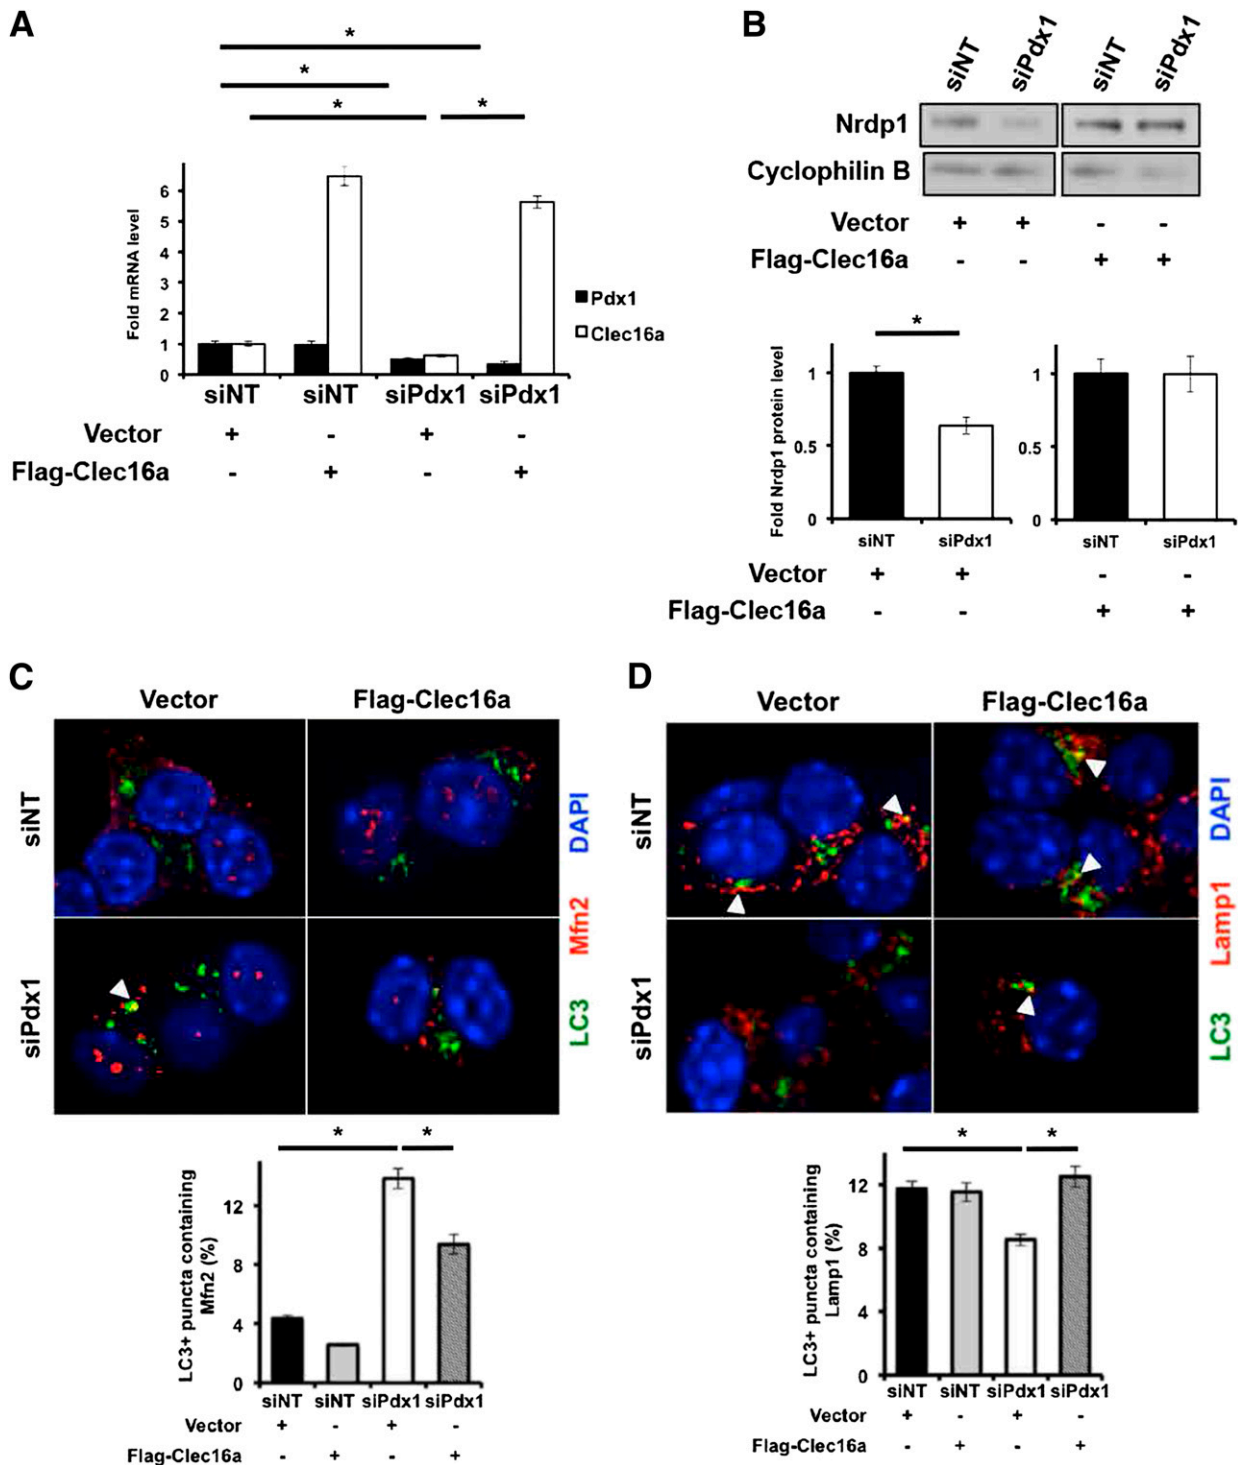 A
*
*
*
*
Fold mRNA level
6
5
4
3
2
1
0
Pdx1
Clec16a
siNT siNT siPdx1 siPdx1
Vector + - + -
Flag-Clec16a - + - +
B
siNT siPdx1 siNT siPdx1
Nrdp1
Cyclophilin B
Vector + + - -
Flag-Clec16a - - + +
*
Fold Nrdp1 protein level
1
0.5
0
1
0.5
0
siNT siPdx1 siNT siPdx1
Vector + + - -
Flag-Clec16a - - + +
C
Vector Flag-Clec16a
siNT
siPdx1
LC3 Mfn2 DAPI
* *
LC3+ puncta containing
Mfn2 (%)
12
8
4
0
siNT siNT siPdx1 siPdx1
Vector + - + -
Flag-Clec16a - + - +
D
Vector Flag-Clec16a
siNT
siPdx1
LC3 Lamp1 DAPI
* *
LC3+ puncta containing
Lamp1 (%)
12
8
4
0
siNT siNT siPdx1 siPdx1
Vector + - + -
Flag-Clec16a - + - +